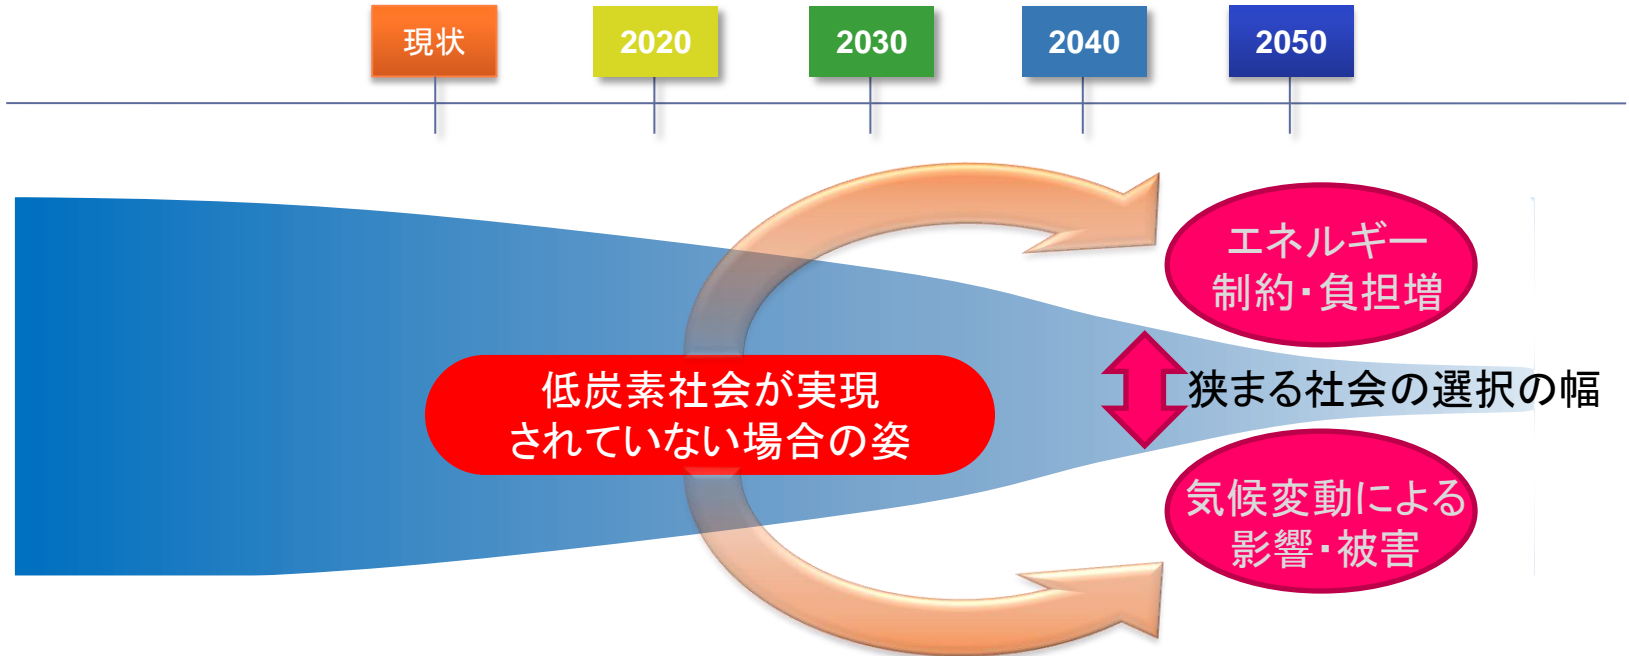 現状
2020
2030
2040
2050
エネルギー
制約・負担増
低炭素社会が実現
されていない場合の姿
狭まる社会の選択の幅
気候変動による
影響・被害